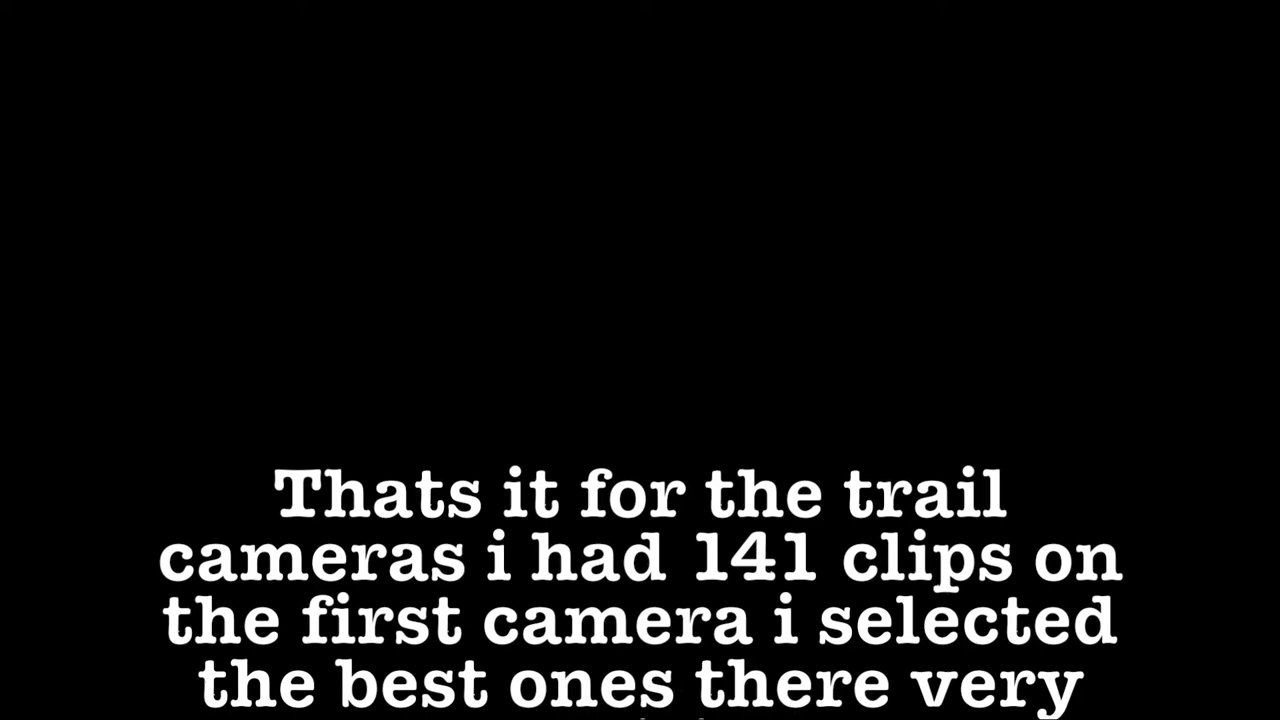 Thats it for the trail
cameras i had 141 clips on
the first camera i selected
the best ones there very